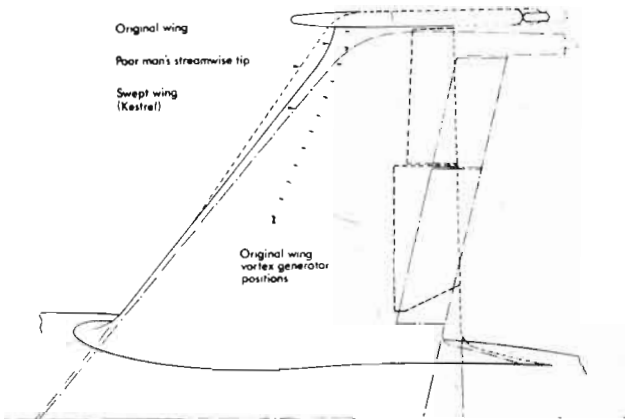 Original wing
Poor man's streamwise tip
Swept wing
(Kestrel)
Original wing
vortex generator
positions